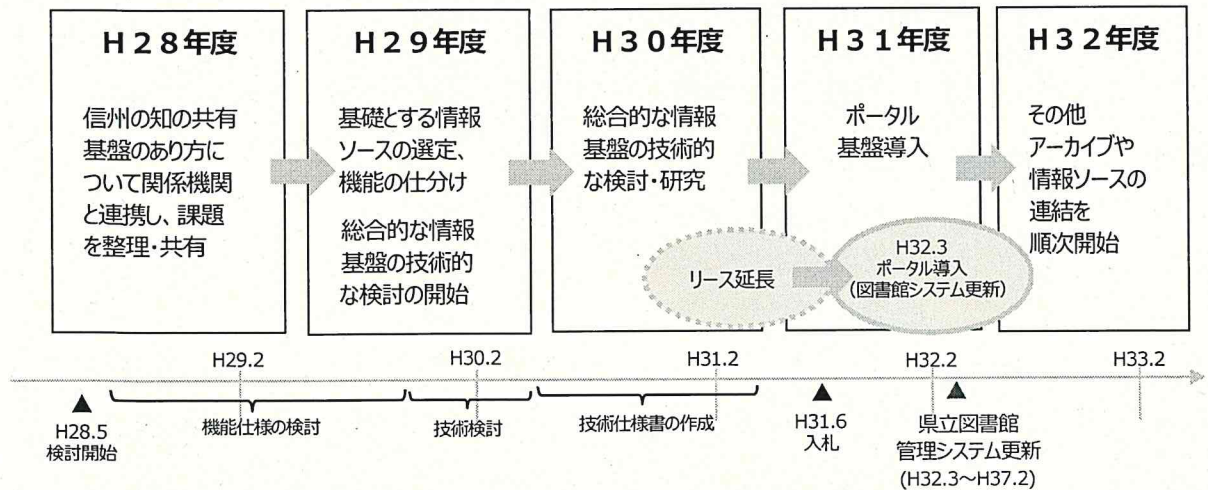 H28年度
信州の知の共有
基盤のあり方に
ついて関係機関
と連携し、課題
を整理・共有
H29年度
基礎とする情報
ソースの選定、
機能の仕分け
総合的な情報
基盤の技術的
な検討の開始
H30年度
総合的な情報
基盤の技術的
な検討・研究
リース延長
H31年度
ポータル
基盤導入
H32.3
ポータル導入
(図書館システム更新)
H32年度
その他
アーカイブや
情報ソースの
連結を
順次開始
H29.2
H30.2
H31.2
H32.2
H33.2
▲
H28.5
検討開始
機能仕様の検討
技術検討
技術仕様書の作成
▲
H31.6
入札
▲
県立図書館
管理システム更新
(H32.3～H37.2)